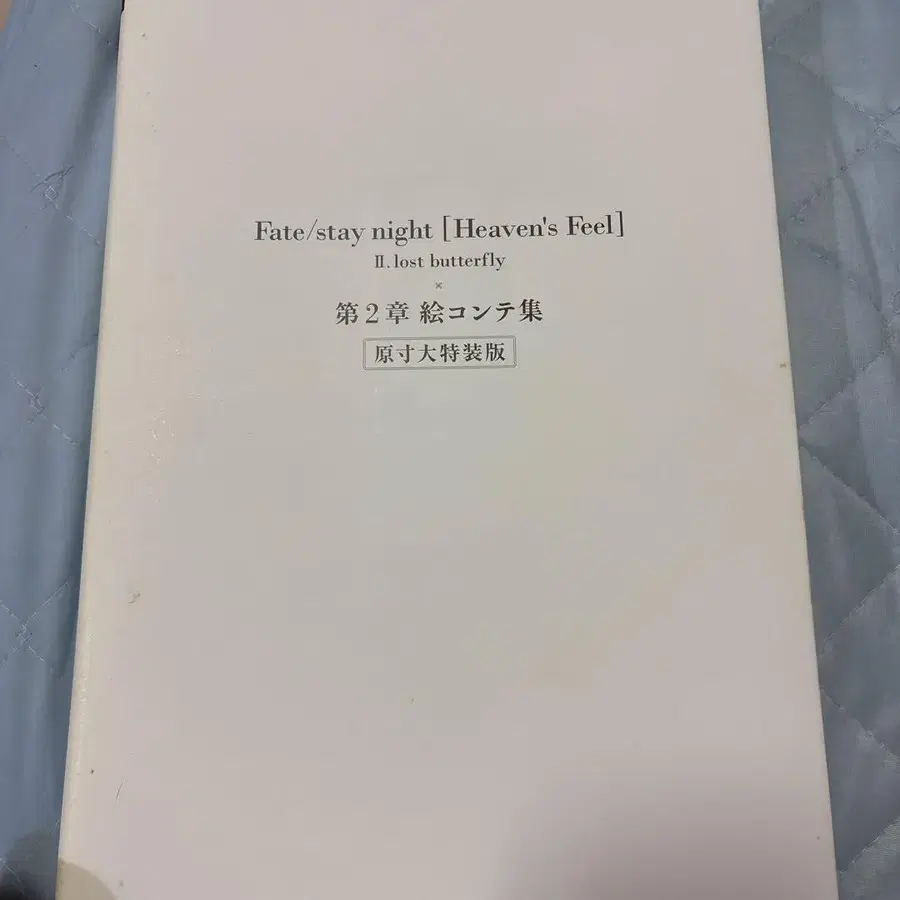 Fate/stay night [Heaven's Feel]
Ⅱ.lost butterfly
×
第2章 絵コンテ集
原寸大特装版